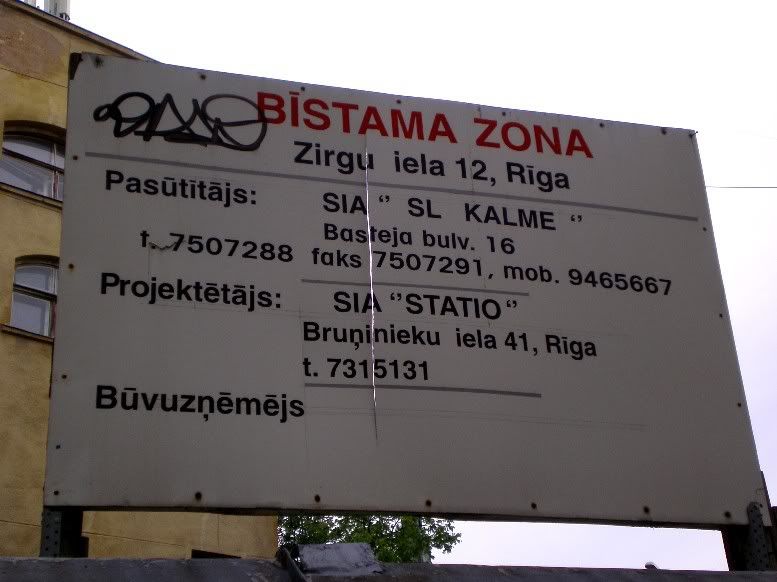 BĪSTAMA ZONA
Zirgu iela 12, Rīga
Pasūtītājs: SIA “ SL KALME “
Basteja bulv. 16
t. 7507288 faks 7507291, mob. 9465667
Projektētājs: SIA “STATIO“
Bruņinieku iela 41, Rīga
t. 7315131
Būvuzņēmējs